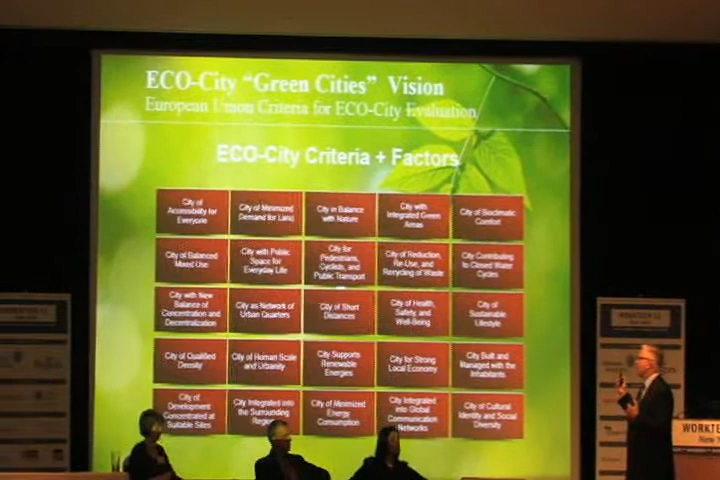 ECO-City “Green Cities” Vision
European Union Criteria for ECO-City Evaluation
ECO-City Criteria + Factors
City of
Accessibility for
Everyone
City of Minimized
Demand for Land
City in Balance
with Nature
City with
Integrated Green
Areas
City of Bioclimatic
Comfort
City of Balanced
Mixed Use
City with Public
Space for
Everyday Life
City for
Pedestrians,
Cyclists, and
Public Transport
City of Reduction,
Re-Use, and
Recycling of Waste
City Contributing
to Closed Water
Cycles
City with New
Balance of
Concentration and
Decentralization
City as Network of
Urban Quarters
City of Short
Distances
City of Health,
Safety, and
Well-Being
City of
Sustainable
Lifestyle
City of Qualified
Density
City of Human Scale
and Urbanity
City Supports
Renewable
Energies
City for Strong
Local Economy
City Built and
Managed with the
Inhabitants
City of
Development
Concentrated at
Suitable Sites
City Integrated into
the Surrounding
Region
City of Minimized
Energy
Consumption
City Integrated
into Global
Communication
Networks
City of Cultural
Identity and Social
Diversity
WORKTE
New Y